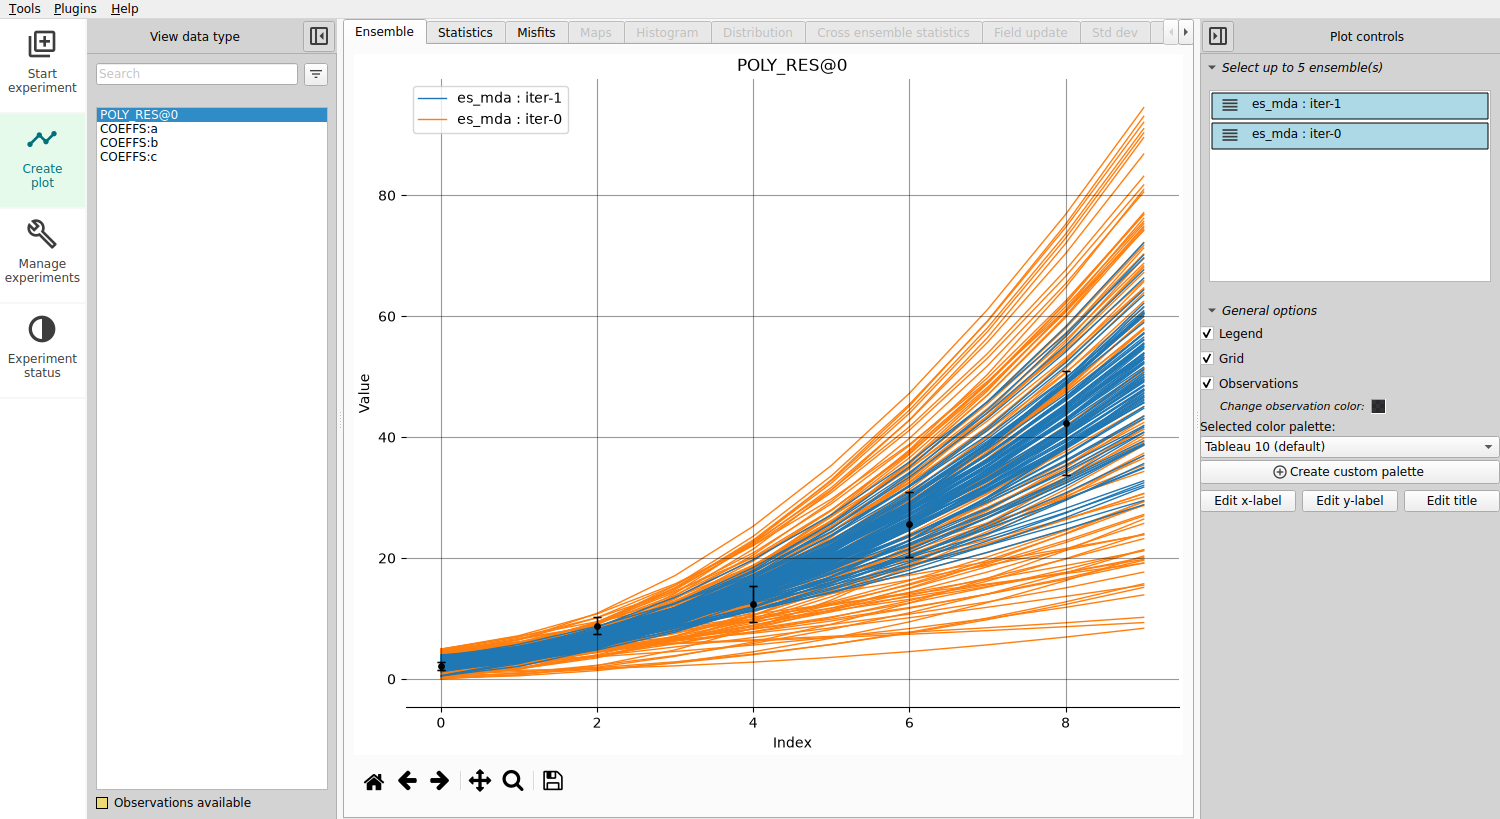 Tools Plugins Help
Start
experiment
Create
plot
Manage
experiments
Experiment
status
View data type
Search
POLY_RES@0
COEFFS:a
COEFFS:b
COEFFS:c
Observations available
Ensemble Statistics Misfits Maps Histogram Distribution Cross ensemble statistics Field update Std dev
POLY_RES@0
es_mda : iter-1
es_mda : iter-0
80
60
40
20
0
Value
0 2 4 6 8
Index
Plot controls
Select up to 5 ensemble(s)
es_mda : iter-1
es_mda : iter-0
General options
Legend
Grid
Observations
Change observation color:
Selected color palette:
Tableau 10 (default)
Create custom palette
Edit x-label Edit y-label Edit title